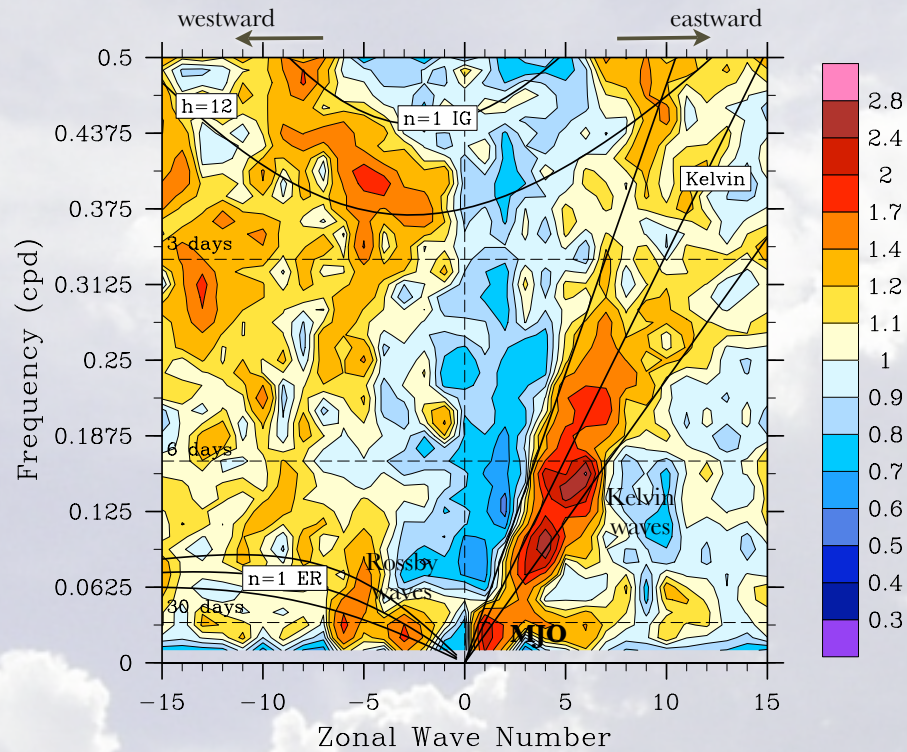 westward
eastward
0.5
0.4375
0.375
0.3125
0.25
0.1875
0.125
0.0625
0
Frequency (cpd)
h=12
n=1 IG
Kelvin
3 days
6 days
Kelvin
waves
Rossby
waves
n=1 ER
30 days
MJO
-15
-10
-5
0
5
10
15
Zonal Wave Number
2.8
2.4
2
1.7
1.4
1.2
1.1
1
0.9
0.8
0.7
0.6
0.5
0.4
0.3